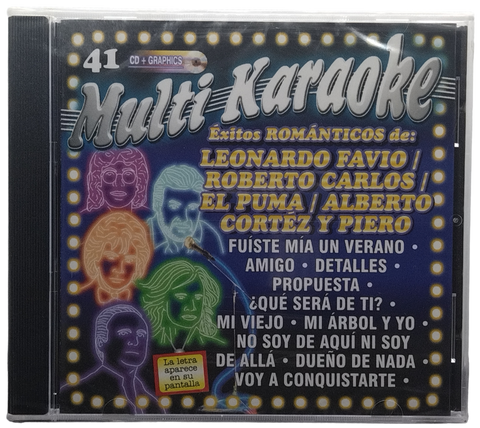 41 CD + GRAPHICS
Multi Karaoke
Éxitos ROMÁNTICOS de:
LEONARDO FAVIO /
ROBERTO CARLOS /
EL PUMA / ALBERTO
CORTÉZ Y PIERO
FUÍSTE MÍA UN VERANO •
AMIGO • DETALLES •
PROPUESTA •
¿QUÉ SERÁ DE TI? •
MI VIEJO • MI ÁRBOL Y YO •
NO SOY DE AQUÍ NI SOY
DE ALLÁ • DUEÑO DE NADA •
VOY A CONQUISTARTE •
La letra
aparece
en su
pantalla